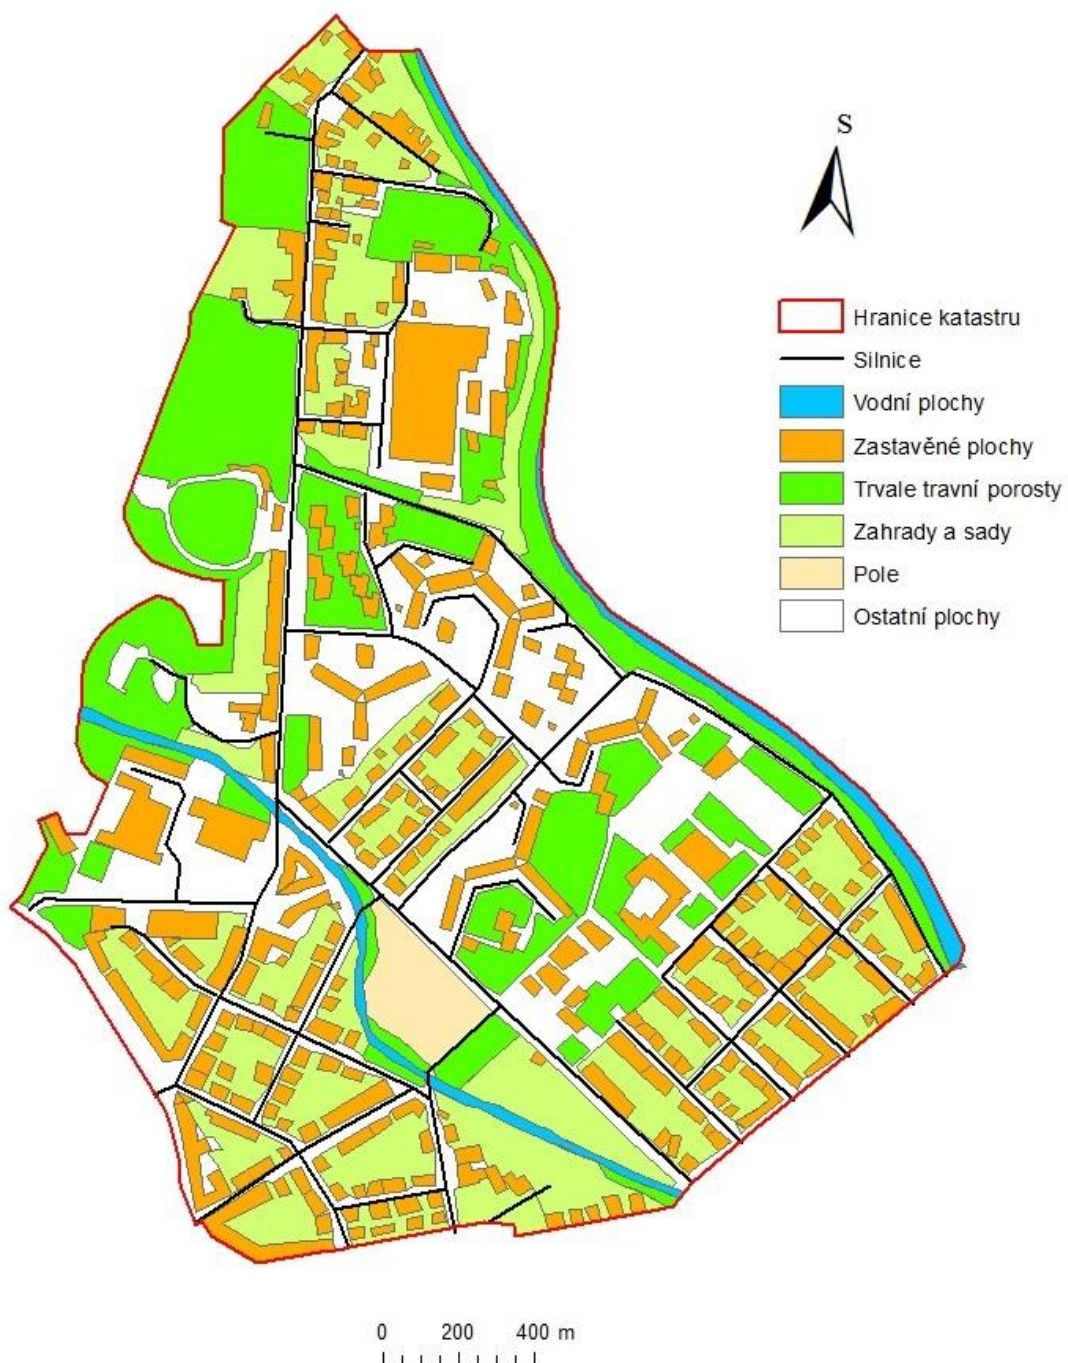 S
Hranice katastru
Silnice
Vodní plochy
Zastavěné plochy
Trvale travní porosty
Zahrady a sady
Pole
Ostatní plochy
0 200 400 m